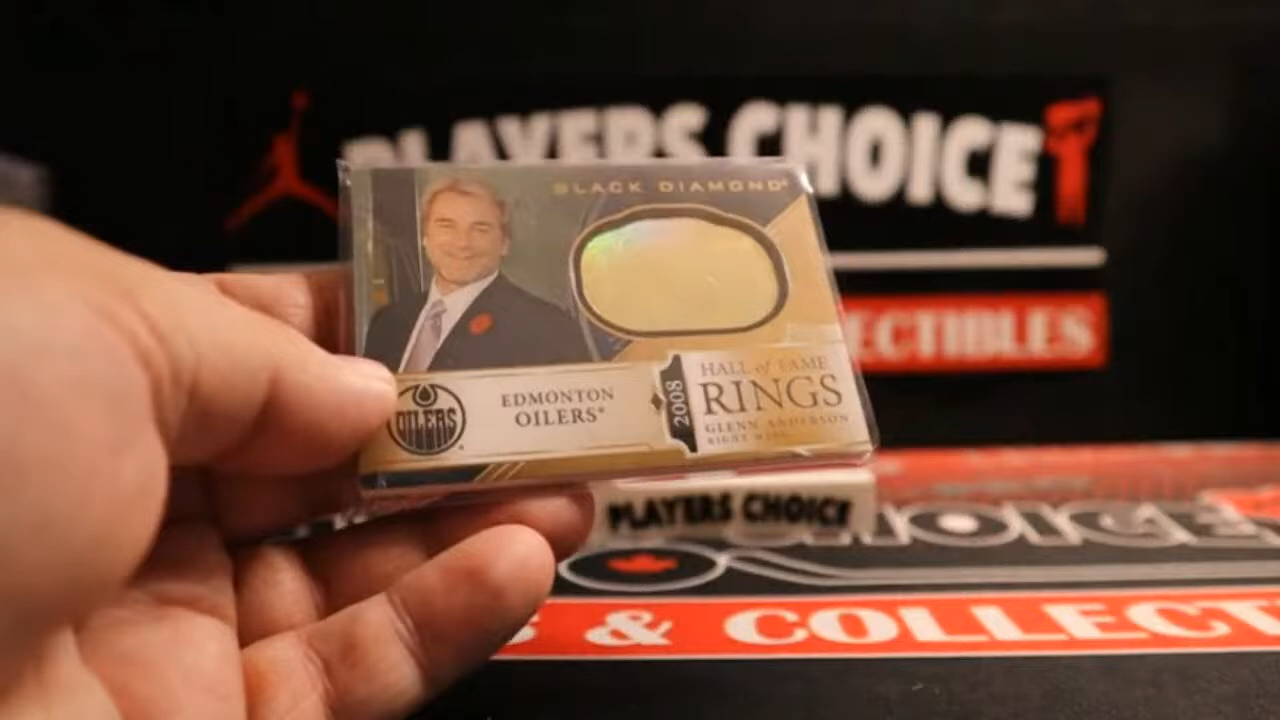 PLAYERS CHOICE
ECTIBLES
BLACK DIAMOND
OILERS
EDMONTON
OILERS
2008
HALL of FAME
RINGS
GLENN ANDERSON
RIGHT WING
PLAYERS CHOICE
CHOICE
S & COLLECT